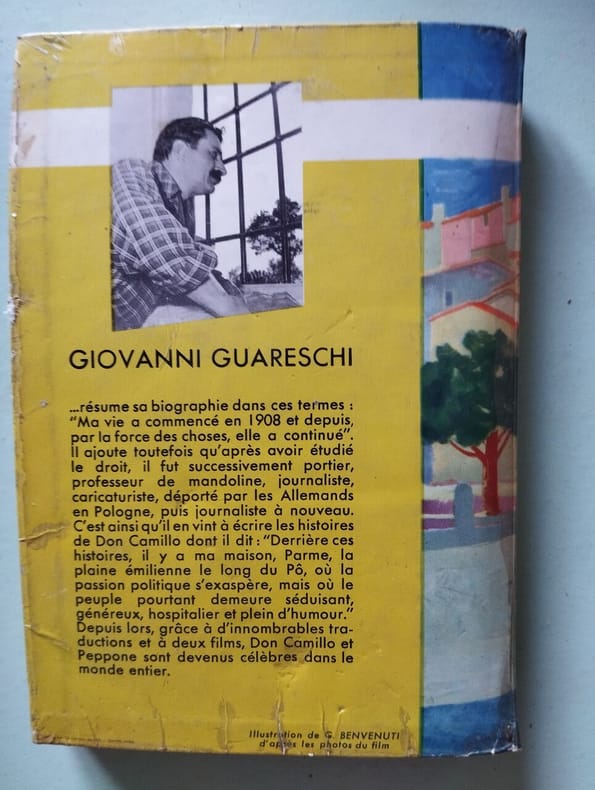 GIOVANNI GUARESCHI
...résume sa biographie dans ces termes :
"Ma vie a commencé en 1908 et depuis,
par la force des choses, elle a continué".
Il ajoute toutefois qu'après avoir étudié
le droit, il fut successivement portier,
professeur de mandoline, journaliste,
caricaturiste, déporté par les Allemands
en Pologne, puis journaliste à nouveau.
C'est ainsi qu'il en vint à écrire les histoires
de Don Camillo dont il dit : "Derrière ces
histoires, il y a ma maison, Parme, la
plaine émilienne le long du Pô, où la
passion politique s'exaspère, mais où le
peuple pourtant demeure séduisant,
généreux, hospitalier et plein d'humour."
Depuis lors, grâce à d'innombrables tra-
ductions et à deux films, Don Camillo et
Peppone sont devenus célèbres dans le
monde entier.
Illustration de G. BENVENUTI
d'après les photos du film